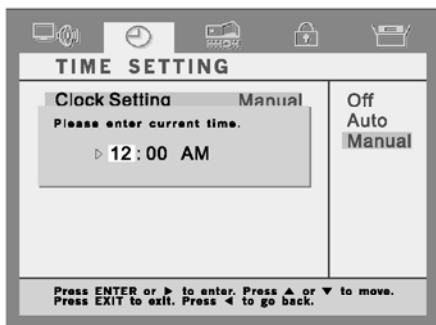 TIME SETTING
Clock Setting Manual
Please enter current time.
▷ 12:00 AM
Off
Auto
Manual
Press ENTER or ▶ to enter. Press ▲ or ▼ to move.
Press EXIT to exit. Press ◀ to go back.